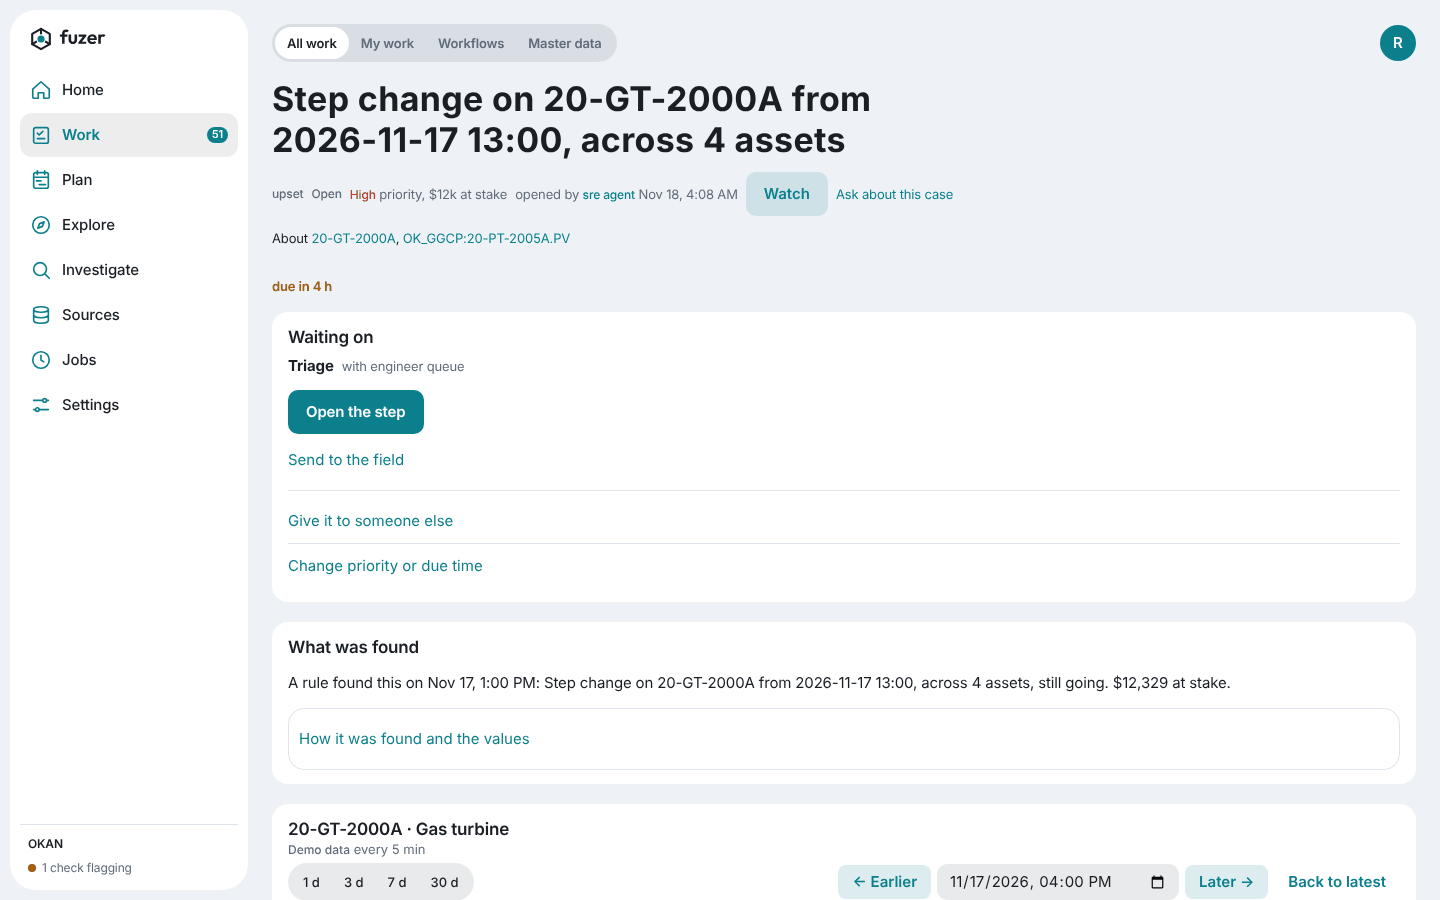 fuzer
Home
Work 51
Plan
Explore
Investigate
Sources
Jobs
Settings
OKAN
1 check flagging
All work My work Workflows Master data
R
Step change on 20-GT-2000A from
2026-11-17 13:00, across 4 assets
upset Open High priority, $12k at stake opened by sre agent Nov 18, 4:08 AM Watch Ask about this case
About 20-GT-2000A, OK_GGCP:20-PT-2005A.PV
due in 4 h
Waiting on
Triage with engineer queue
Open the step
Send to the field
Give it to someone else
Change priority or due time
What was found
A rule found this on Nov 17, 1:00 PM: Step change on 20-GT-2000A from 2026-11-17 13:00, across 4 assets, still going. $12,329 at stake.
How it was found and the values
20-GT-2000A · Gas turbine
Demo data every 5 min
1 d 3 d 7 d 30 d
← Earlier 11/17/2026, 04:00 PM Later → Back to latest